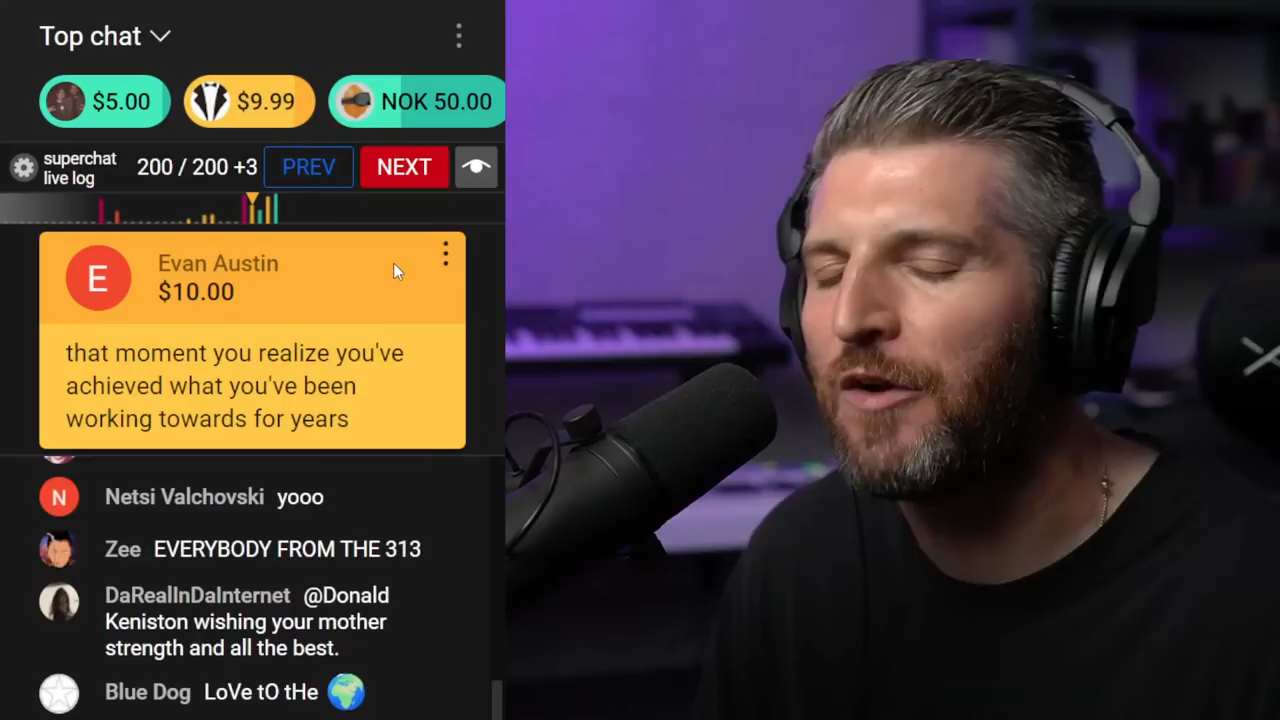 Top chat
$5.00 $9.99 NOK 50.00
superchat
live log 200 / 200 +3 PREV NEXT
E Evan Austin
$10.00
that moment you realize you've
achieved what you've been
working towards for years
N Netsi Valchovski yooo
Zee EVERYBODY FROM THE 313
DaRealInDaInternet @Donald
Keniston wishing your mother
strength and all the best.
Blue Dog LoVe tO tHe